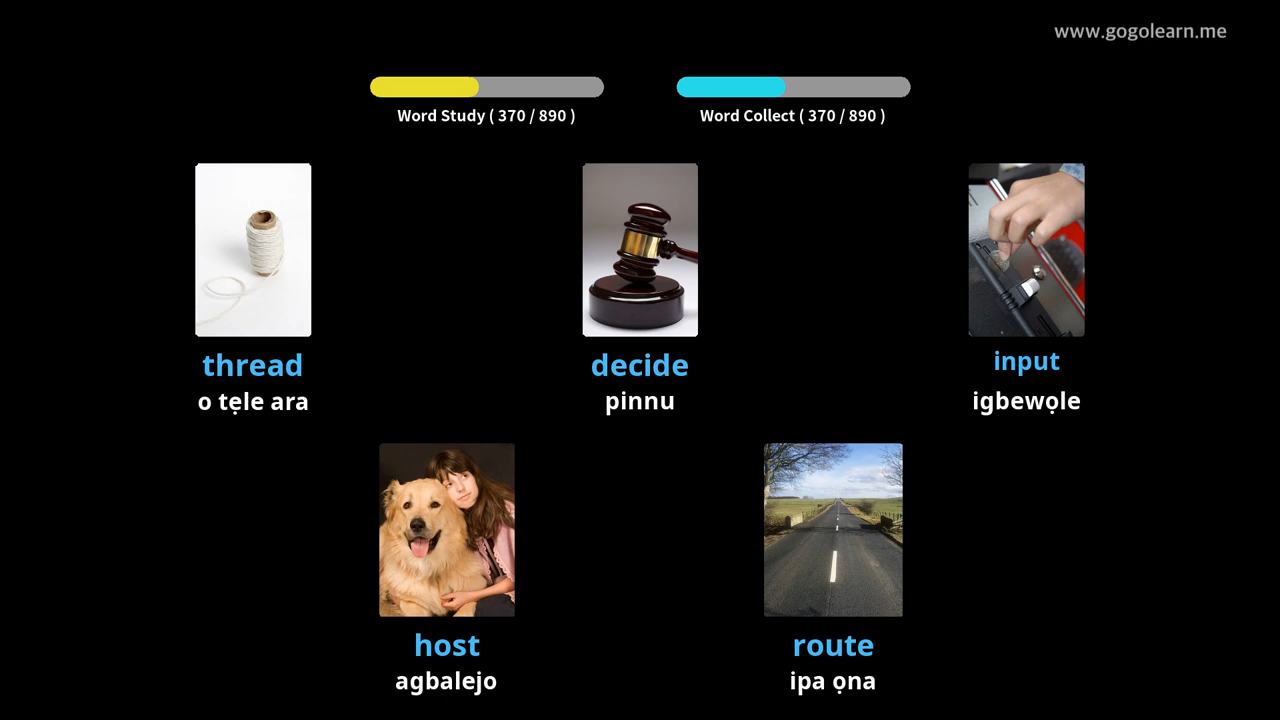 www.gogolearn.me
Word Study ( 370 / 890 )
Word Collect ( 370 / 890 )
thread
o tẹle ara
decide
pinnu
input
igbewọle
host
agbalejo
route
ipa ọna